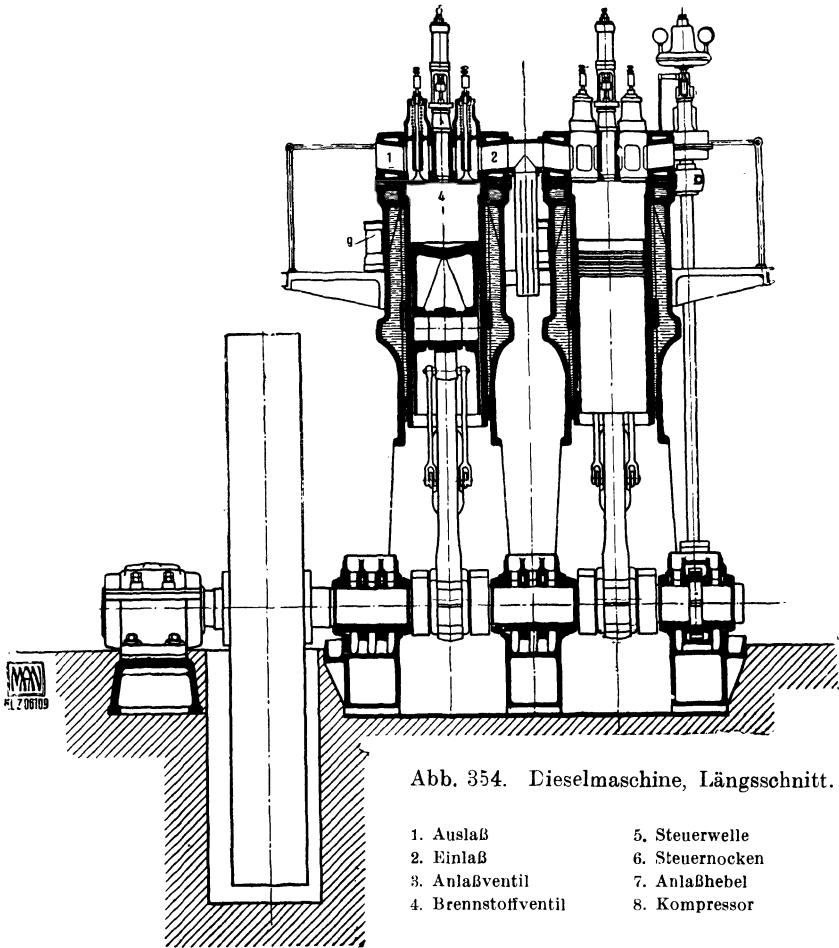 1
2
4
9
MAN
FL Z 06109
Abb. 354. Dieselmaschine, Längsschnitt.
1. Auslaß
2. Einlaß
3. Anlaßventil
4. Brennstoffventil
5. Steuerwelle
6. Steuernocken
7. Anlaßhebel
8. Kompressor